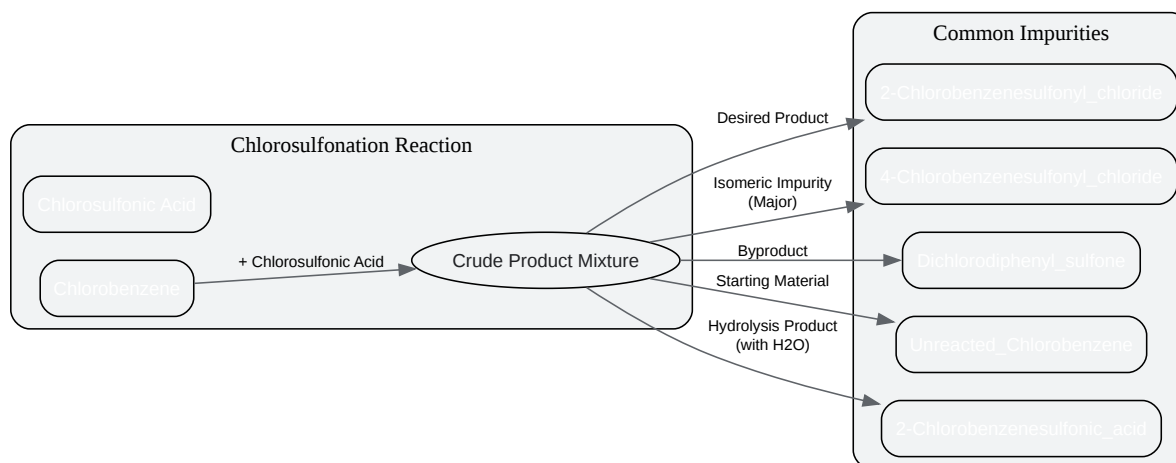 Common Impurities
2-Chlorobenzenesulfonyl_chloride
Desired Product
Chlorosulfonation Reaction
4-Chlorobenzenesulfonyl_chloride
Isomeric Impurity
(Major)
Chlorosulfonic Acid
Byproduct
Dichlorodiphenyl_sulfone
+ Chlorosulfonic Acid
Crude Product Mixture
Chlorobenzene
Starting Material
Hydrolysis Product
(with H2O)
Unreacted_Chlorobenzene
2-Chlorobenzenesulfonic_acid